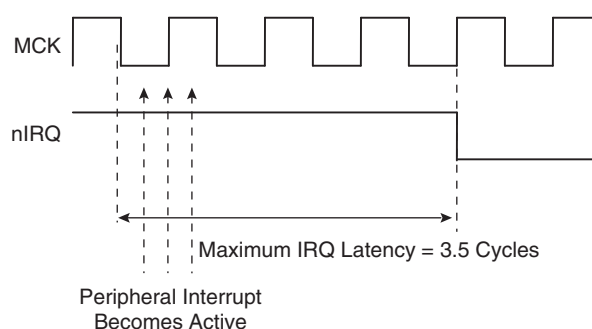 MCK
nIRQ
Maximum IRQ Latency = 3.5 Cycles
Peripheral Interrupt
Becomes Active